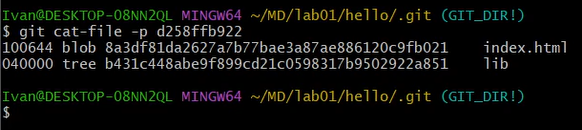 Ivan@DESKTOP-08NN2QL MINGW64 ~/MD/lab01/hello/.git (GIT_DIR!)
$ git cat-file -p d258ffb922
100644 blob 8a3df81da2627a7b77bae3a87ae886120c9fb021    index.html
040000 tree b431c448abe9f899cd21c0598317b9502922a851    lib
Ivan@DESKTOP-08NN2QL MINGW64 ~/MD/lab01/hello/.git (GIT_DIR!)
$